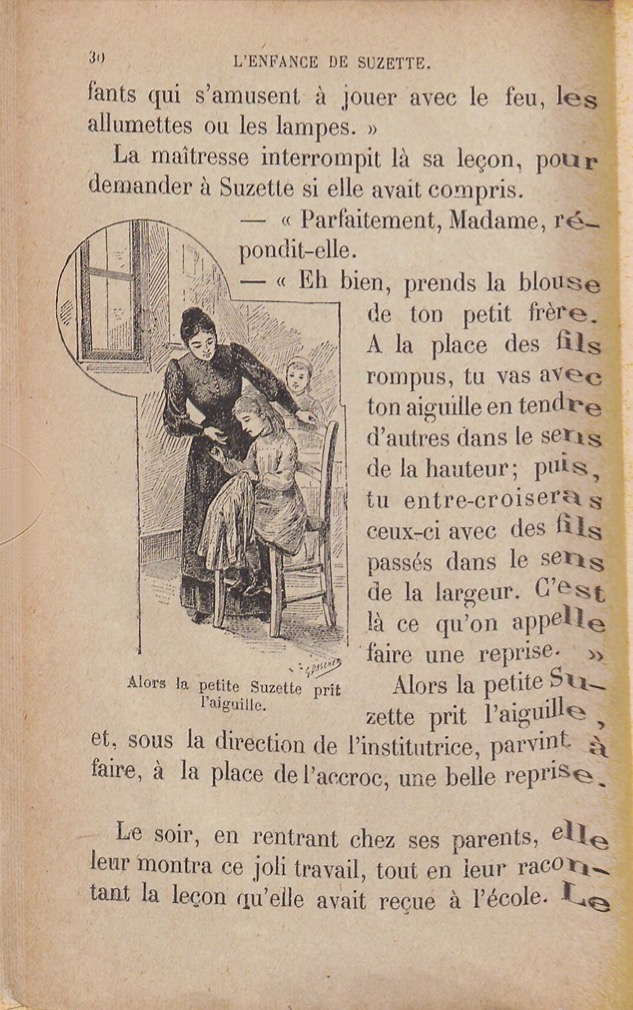 30
L'ENFANCE DE SUZETTE.
fants qui s'amusent à jouer avec le feu, les
allumettes ou les lampes. »
La maîtresse interrompit là sa leçon, pour
demander à Suzette si elle avait compris.
— « Parfaitement, Madame, ré-
pondit-elle.
— « Eh bien, prends la blouse
de ton petit frère.
A la place des fils
rompus, tu vas avec
ton aiguille en tendre
d'autres dans le sens
de la hauteur; puis,
tu entre-croiseras
ceux-ci avec des fils
passés dans le sens
de la largeur. C'est
là ce qu'on appelle
faire une reprise. »
Alors la petite Suzette prit
l'aiguille.
Alors la petite Su-
zette prit l'aiguille,
et, sous la direction de l'institutrice, parvint à
faire, à la place de l'accroc, une belle reprise.
Le soir, en rentrant chez ses parents, elle
leur montra ce joli travail, tout en leur racon-
tant la leçon qu'elle avait reçue à l'école. Le